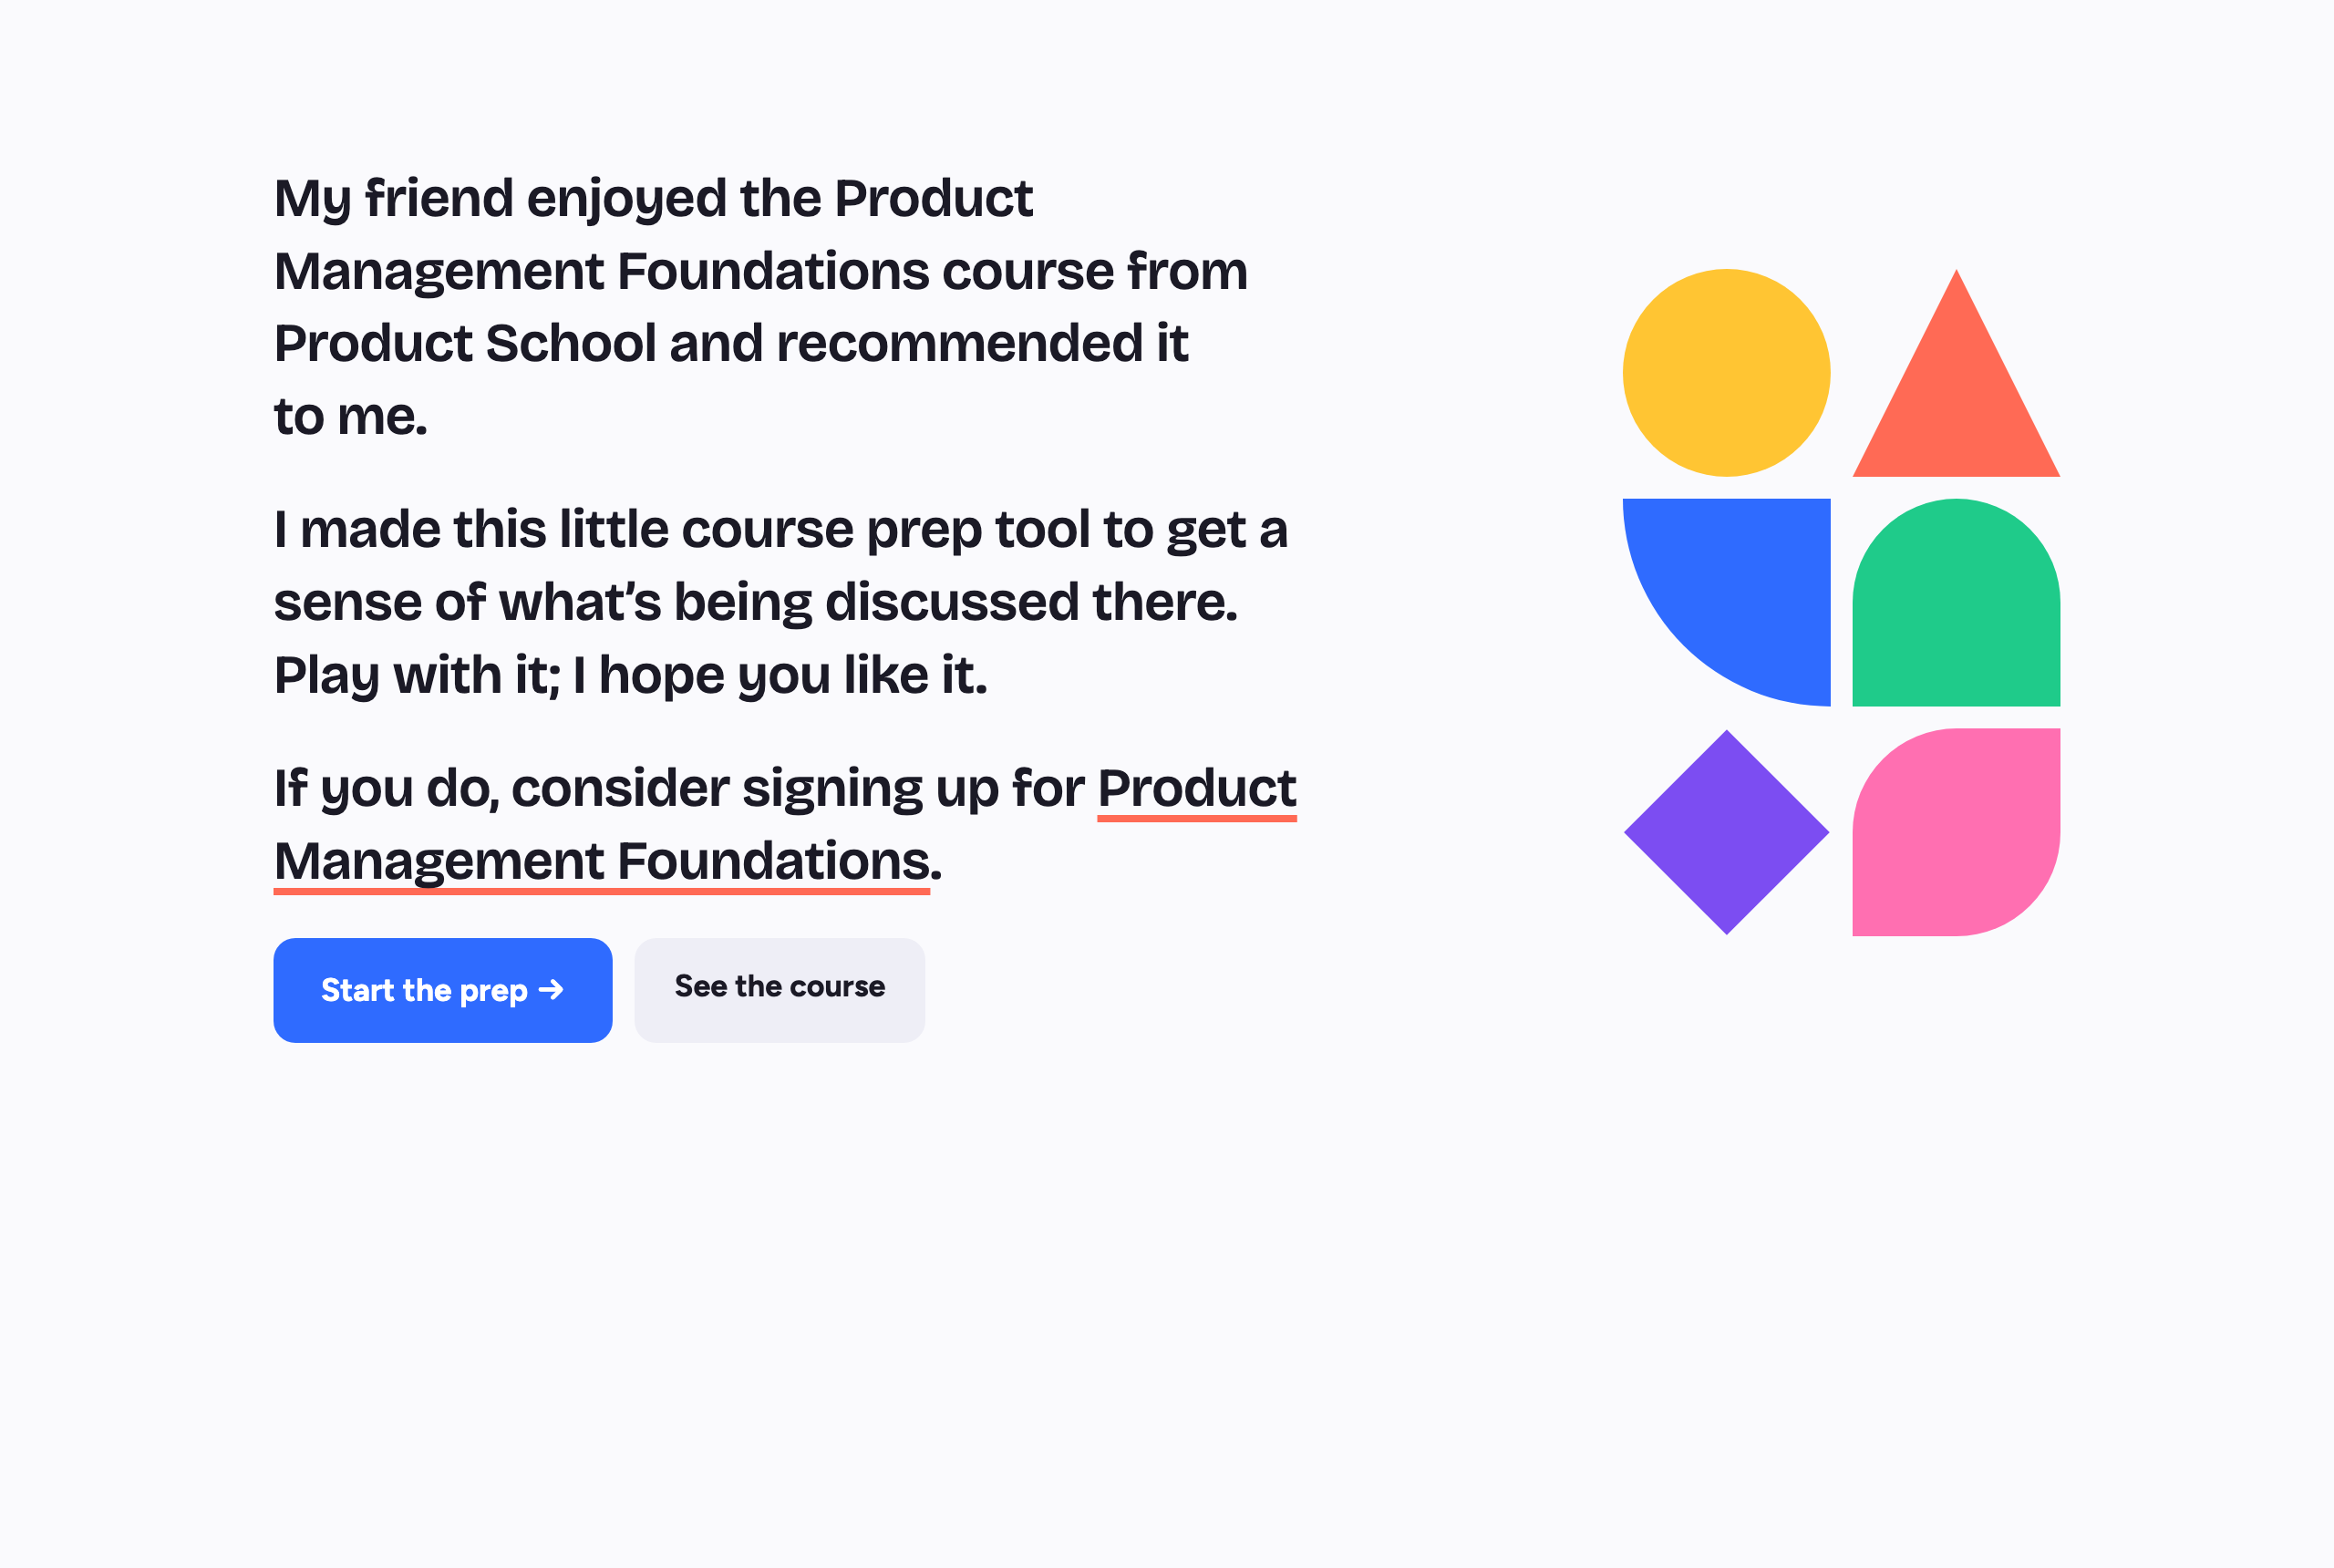 My friend enjoyed the Product
Management Foundations course from
Product School and recommended it
to me.
I made this little course prep tool to get a
sense of what’s being discussed there.
Play with it; I hope you like it.
If you do, consider signing up for Product
Management Foundations.
Start the prep →
See the course